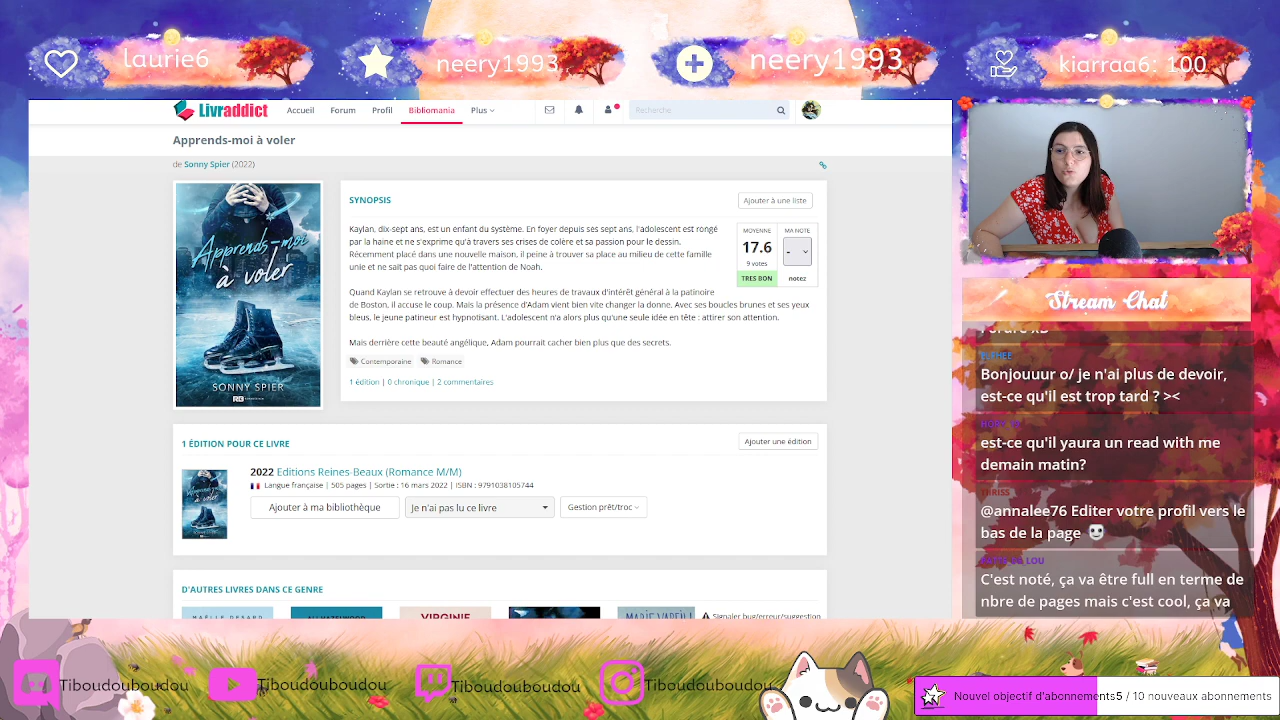 laurie6
neery1993
neery1993
kiarraa6: 100
Livraddict
Accueil
Forum
Profil
Bibliomania
Plus
Recherche
Apprends-moi à voler
de Sonny Spier (2022)
Apprends-moi
à voler
SONNY SPIER
SYNOPSIS
Ajouter à une liste
Kaylan, dix-sept ans, est un enfant du système. En foyer depuis ses sept ans, l'adolescent est rongé
par la haine et ne s'exprime qu'à travers ses crises de colère et sa passion pour le dessin.
Récemment placé dans une nouvelle maison, il peine à trouver sa place au milieu de cette famille
unie et ne sait pas quoi faire de l'attention de Noah.
Quand Kaylan se retrouve à devoir effectuer des heures de travaux d'intérêt général à la patinoire
de Boston, il accuse le coup. Mais la présence d'Adam vient bien vite changer la donne. Avec ses boucles brunes et ses yeux
bleus, le jeune patineur est hypnotisant. L'adolescent n'a alors plus qu'une seule idée en tête : attirer son attention.
Mais derrière cette beauté angélique, Adam pourrait cacher bien plus que des secrets.
MOYENNE
17.6
9 votes
TRES BON
MA NOTE
-
notez
Contemporaine
Romance
1 édition | 0 chronique | 2 commentaires
1 ÉDITION POUR CE LIVRE
Ajouter une édition
2022 Editions Reines-Beaux (Romance M/M)
Langue française | 505 pages | Sortie : 16 mars 2022 | ISBN : 9791038105744
Ajouter à ma bibliothèque
Je n'ai pas lu ce livre
Gestion prêt/troc
D'AUTRES LIVRES DANS CE GENRE
MAËLLE DESARD
ALI HAZELWOOD
VIRGINIE
MARIE VAREILLE
Signaler bug/erreur/suggestion
Stream Chat
Bonjouuur o/ je n'ai plus de devoir,
est-ce qu'il est trop tard ? ><
est-ce qu'il yaura un read with me
demain matin?
THRISS
@annalee76 Editer votre profil vers le
bas de la page
C'est noté, ça va être full en terme de
nbre de pages mais c'est cool, ça va
Tiboudouboudou
Tiboudouboudou
Tiboudouboudou
Tiboudouboudou
Nouvel objectif d'abonnements5 / 10 nouveaux abonnements